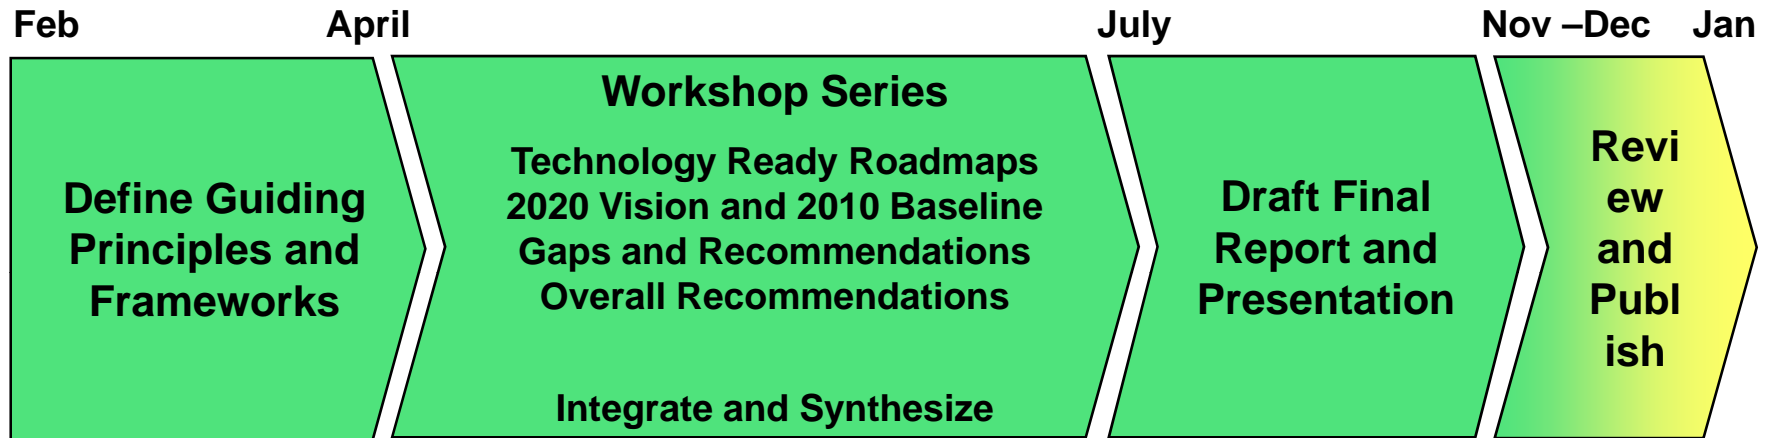 Feb April July Nov –Dec Jan
Define Guiding
Principles and
Frameworks
Workshop Series
Technology Ready Roadmaps
2020 Vision and 2010 Baseline
Gaps and Recommendations
Overall Recommendations
Integrate and Synthesize
Draft Final
Report and
Presentation
Revi
ew
and
Publ
ish